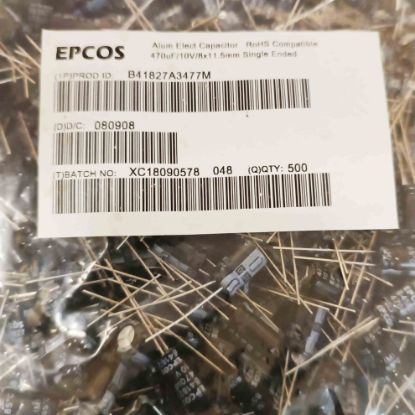 EPCOS
Alum Elect Capacitor RoHS Compatible
470uF/10V/8x11.5mm Single Ended
(1P)PROD ID: B41827A3477M
(D)D/C: 080908
(T)BATCH NO: XC18090578 048 (Q)QTY: 500